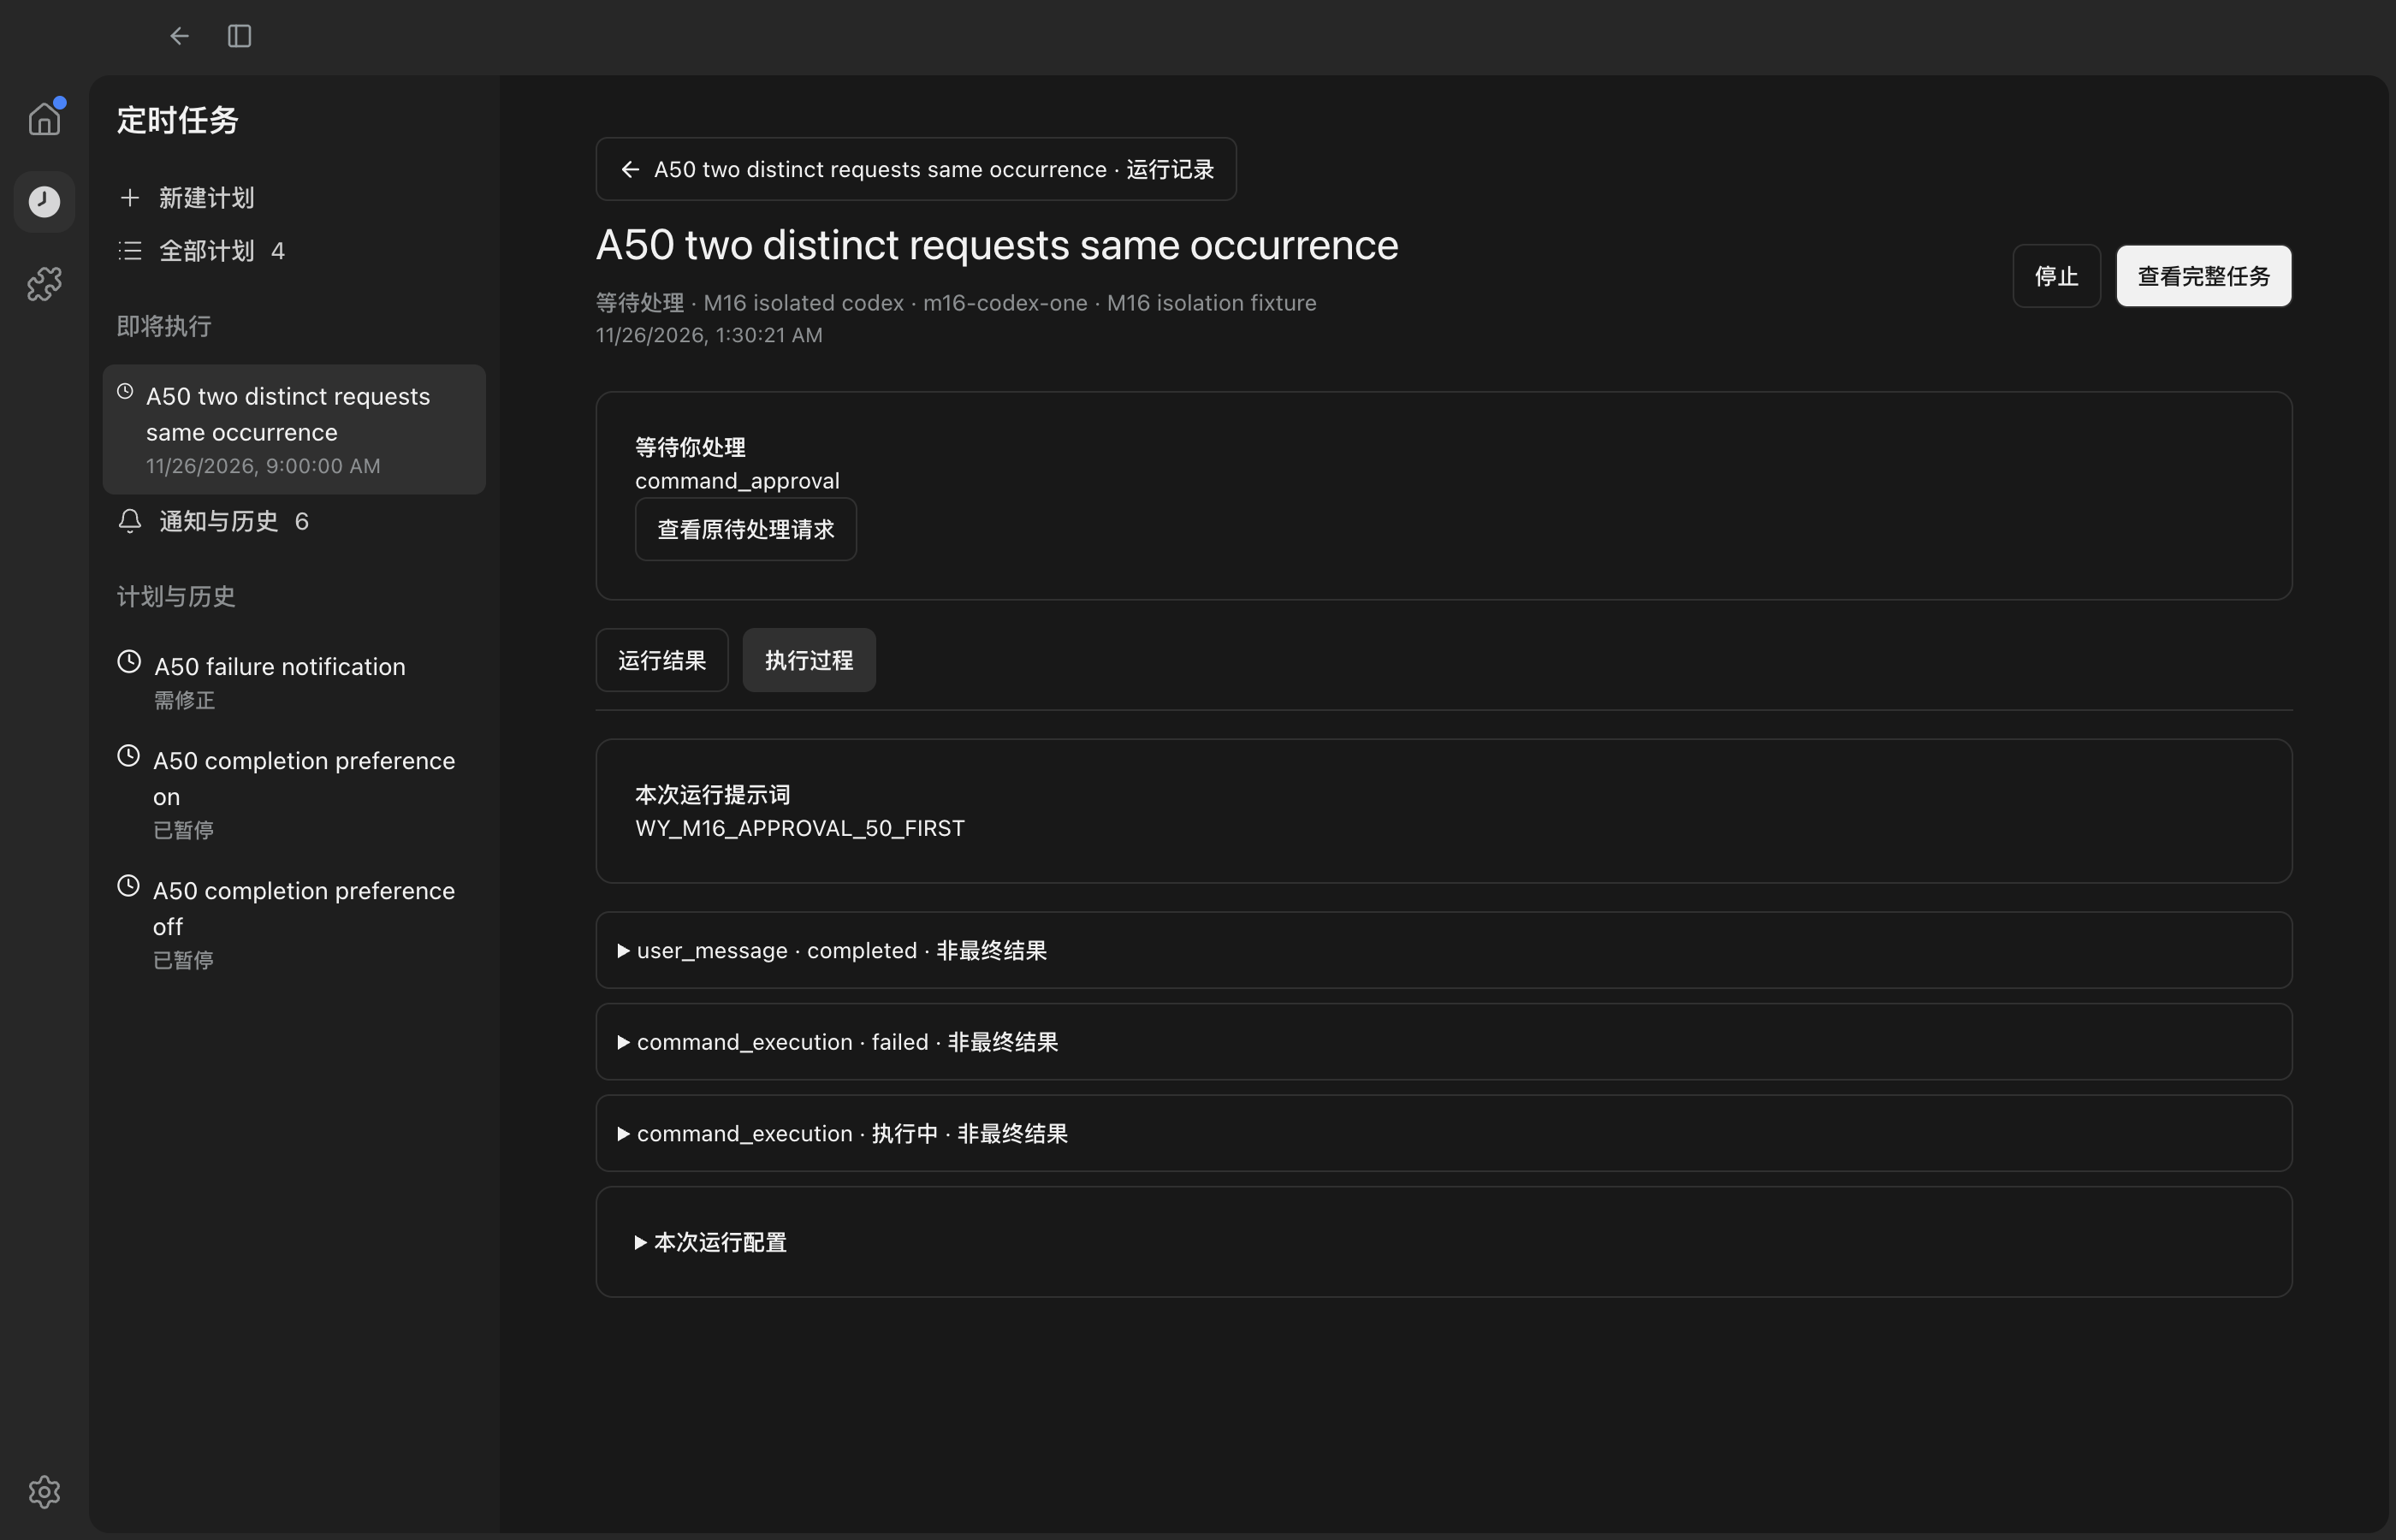 定时任务
新建计划
全部计划 4
即将执行
A50 two distinct requests
same occurrence
11/26/2026, 9:00:00 AM
通知与历史 6
计划与历史
A50 failure notification
需修正
A50 completion preference
on
已暂停
A50 completion preference
off
已暂停
A50 two distinct requests same occurrence · 运行记录
A50 two distinct requests same occurrence
等待处理 · M16 isolated codex · m16-codex-one · M16 isolation fixture
11/26/2026, 1:30:21 AM
停止
查看完整任务
等待你处理
command_approval
查看原待处理请求
运行结果
执行过程
本次运行提示词
WY_M16_APPROVAL_50_FIRST
user_message · completed · 非最终结果
command_execution · failed · 非最终结果
command_execution · 执行中 · 非最终结果
本次运行配置